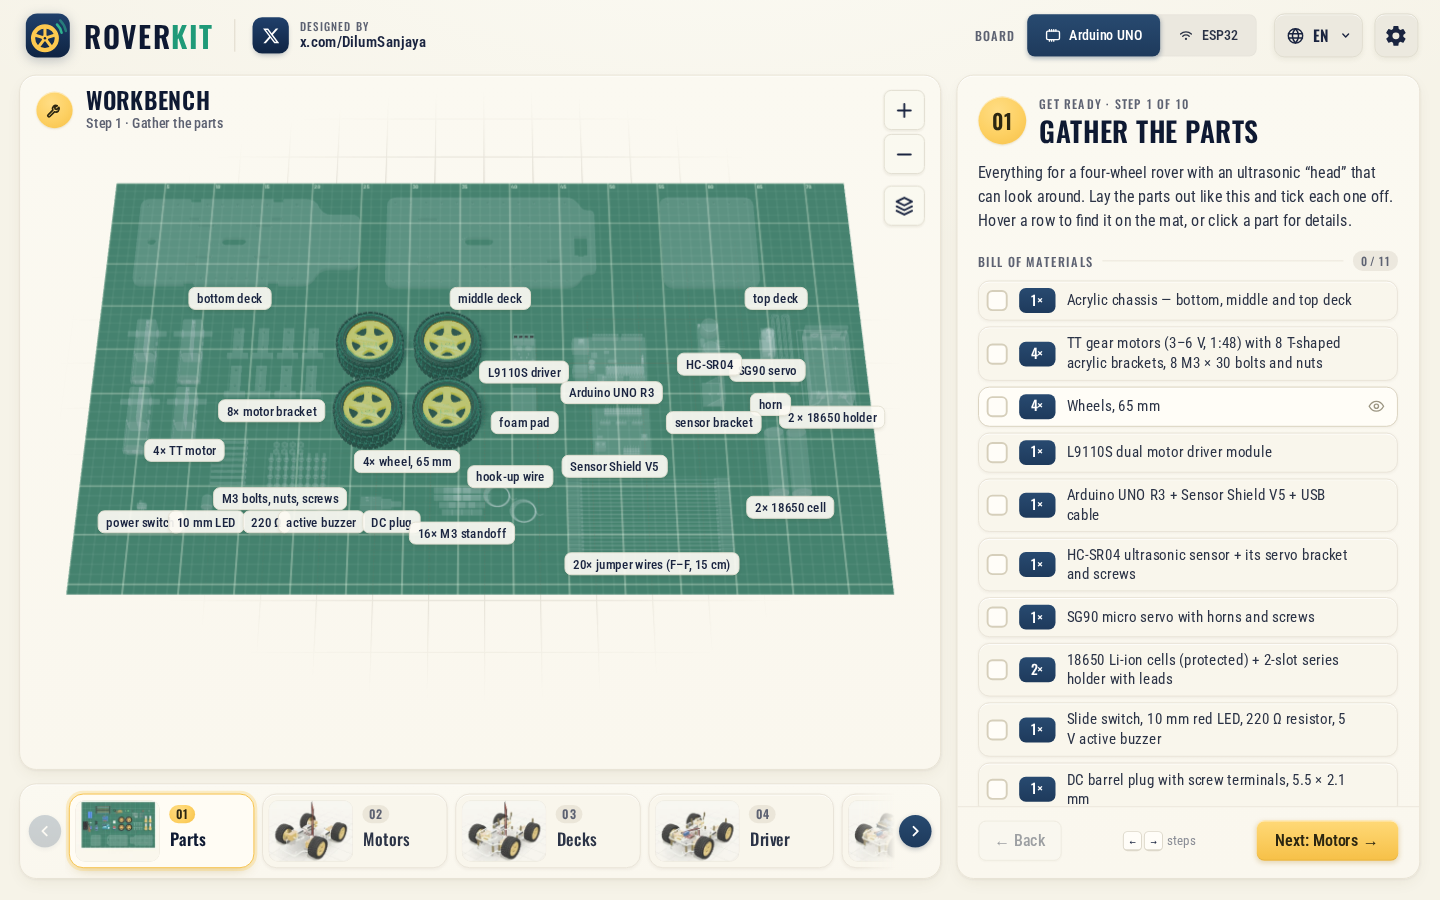 ROVERKIT
DESIGNED BY
x.com/DilumSanjaya
BOARD
Arduino UNO
ESP32
EN
WORKBENCH
Step 1 · Gather the parts
bottom deck
middle deck
top deck
L9110S driver
HC-SR04
SG90 servo
Arduino UNO R3
8× motor bracket
foam pad
sensor bracket
horn
2 × 18650 holder
4× TT motor
4× wheel, 65 mm
hook-up wire
Sensor Shield V5
M3 bolts, nuts, screws
2× 18650 cell
power switc
10 mm LED
220 Ω
active buzzer
DC plug
16× M3 standoff
20× jumper wires (F–F, 15 cm)
01
Parts
02
Motors
03
Decks
04
Driver
01
GET READY · STEP 1 OF 10
GATHER THE PARTS
Everything for a four-wheel rover with an ultrasonic “head” that
can look around. Lay the parts out like this and tick each one off.
Hover a row to find it on the mat, or click a part for details.
BILL OF MATERIALS
0 / 11
1× Acrylic chassis — bottom, middle and top deck
4× TT gear motors (3–6 V, 1:48) with 8 T-shaped
acrylic brackets, 8 M3 × 30 bolts and nuts
4× Wheels, 65 mm
1× L9110S dual motor driver module
1× Arduino UNO R3 + Sensor Shield V5 + USB
cable
1× HC-SR04 ultrasonic sensor + its servo bracket
and screws
1× SG90 micro servo with horns and screws
2× 18650 Li-ion cells (protected) + 2-slot series
holder with leads
1× Slide switch, 10 mm red LED, 220 Ω resistor, 5
V active buzzer
1× DC barrel plug with screw terminals, 5.5 × 2.1
mm
← Back
← → steps
Next: Motors →